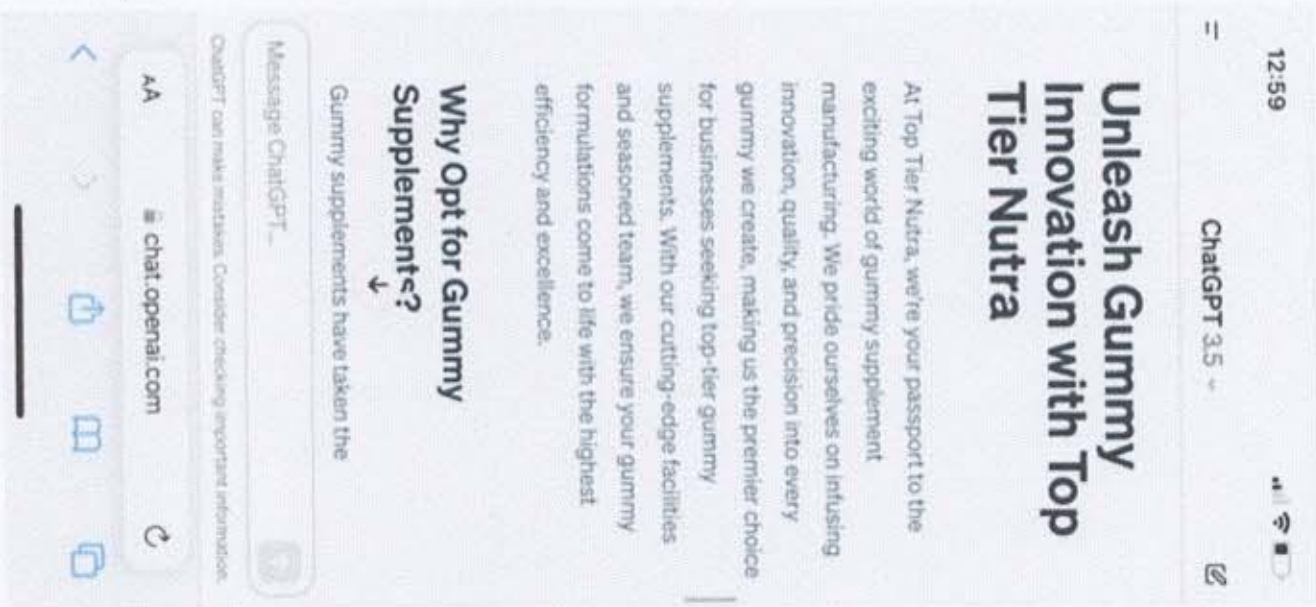 12:59
ChatGPT 3.5
Unleash Gummy
Innovation with Top
Tier Nutra
At Top Tier Nutra, we're your passport to the
exciting world of gummy supplement
manufacturing. We pride ourselves on infusing
innovation, quality, and precision into every
gummy we create, making us the premier choice
for businesses seeking top-tier gummy
supplements. With our cutting-edge facilities
and seasoned team, we ensure your gummy
formulations come to life with the highest
efficiency and excellence.
Why Opt for Gummy
Supplements?
Gummy supplements have taken the
Message ChatGPT...
ChatGPT can make mistakes. Consider checking important information.
AA
chat.openai.com